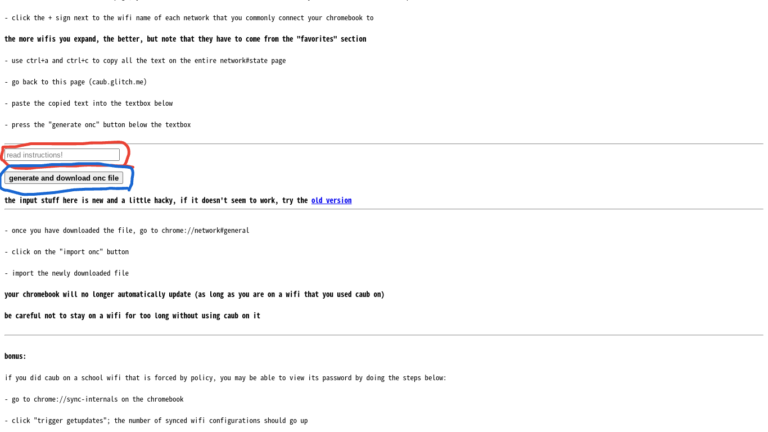 - click the + sign next to the wifi name of each network that you commonly connect your chromebook to
the more wifis you expand, the better, but note that they have to come from the "favorites" section
- use ctrl+a and ctrl+c to copy all the text on the entire network#state page
- go back to this page (caub.glitch.me)
- paste the copied text into the textbox below
- press the "generate onc" button below the textbox
read instructions!
generate and download onc file
the input stuff here is new and a little hacky, if it doesn't seem to work, try the old version
- once you have downloaded the file, go to chrome://network#general
- click on the "import onc" button
- import the newly downloaded file
your chromebook will no longer automatically update (as long as you are on a wifi that you used caub on)
be careful not to stay on a wifi for too long without using caub on it
bonus:
if you did caub on a school wifi that is forced by policy, you may be able to view its password by doing the steps below:
- go to chrome://sync-internals on the chromebook
- click "trigger getupdates"; the number of synced wifi configurations should go up